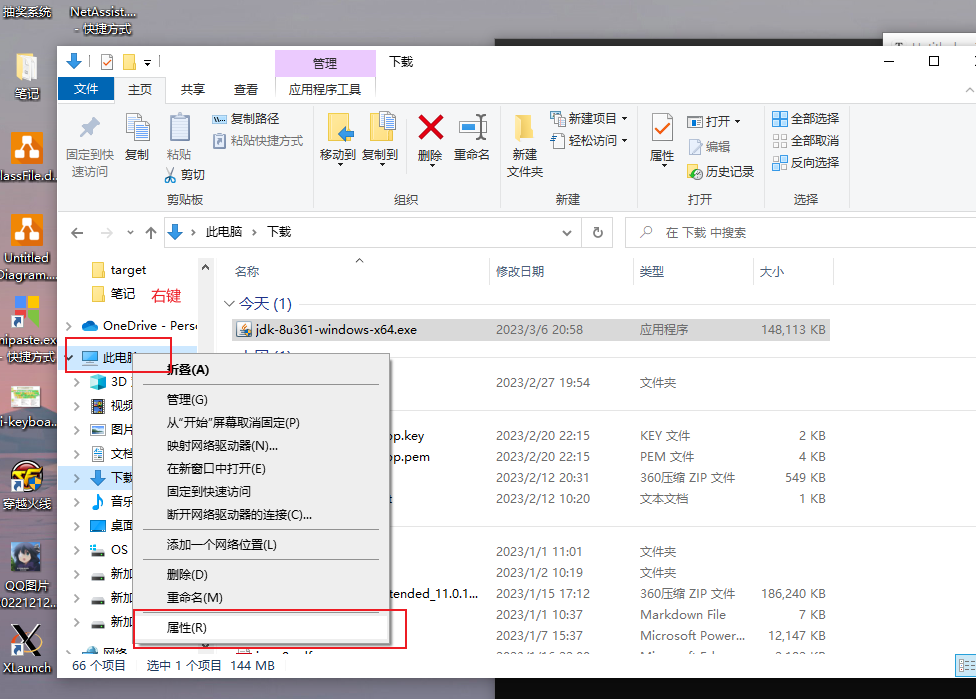 抽奖系统
NetAssist....
- 快捷方式
笔记
lassFile.d...
Untitled
Diagram....
nipaste.ex
- 快捷方式
i-keyboa...
穿越火线
QQ图片
0221212...
XLaunch
管理
下载
文件
主页
共享
查看
应用程序工具
固定到快
速访问
复制
粘贴
复制路径
粘贴快捷方式
剪切
剪贴板
移动到
复制到
删除
重命名
组织
新建
文件夹
新建项目
轻松访问
新建
属性
打开
编辑
历史记录
打开
全部选择
全部取消
反向选择
选择
此电脑 > 下载
在 下载 中搜索
target
笔记
右键
OneDrive - Perso
此电脑
3D
视频
图片
文档
下载
音乐
桌面
OS
新加
新加
新加
网络
名称
修改日期
类型
大小
今天 (1)
jdk-8u361-windows-x64.exe 2023/3/6 20:58 应用程序 148,113 KB
2023/2/27 19:54 文件夹
op.key 2023/2/20 22:15 KEY 文件 2 KB
op.pem 2023/2/20 22:15 PEM 文件 4 KB
2023/2/12 20:31 360压缩 ZIP 文件 549 KB
2023/2/12 10:20 文本文档 1 KB
2023/1/1 11:01 文件夹
2023/1/2 10:19 文件夹
tended_11.0.1... 2023/1/15 17:12 360压缩 ZIP 文件 186,240 KB
2023/1/1 10:37 Markdown File 7 KB
2023/1/7 15:37 Microsoft Power... 12,147 KB
折叠(A)
管理(G)
从"开始"屏幕取消固定(P)
映射网络驱动器(N)...
在新窗口中打开(E)
固定到快速访问
断开网络驱动器的连接(C)...
添加一个网络位置(L)
删除(D)
重命名(M)
属性(R)
66 个项目 选中 1 个项目 144 MB